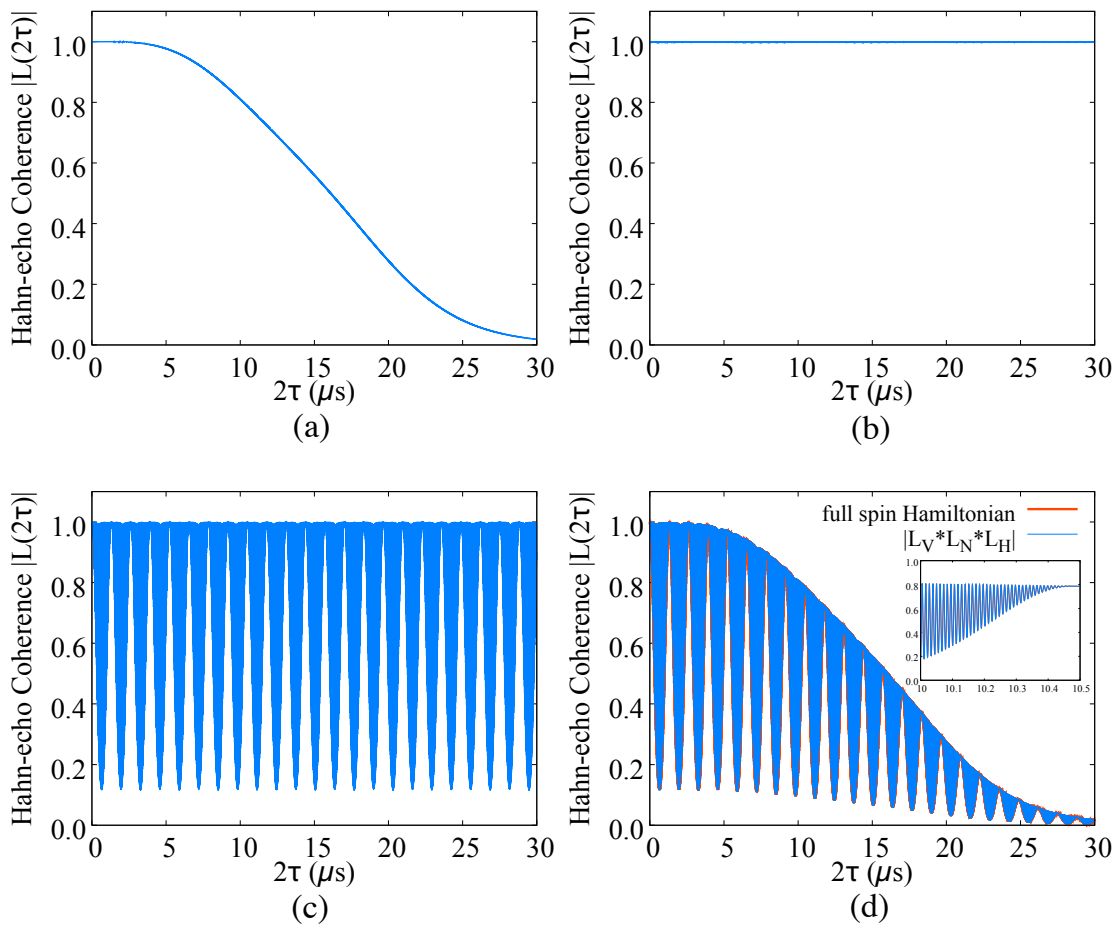 Hahn-echo Coherence |L(2τ)|
1.0
0.8
0.6
0.4
0.2
0.0
0 5 10 15 20 25 30
2τ (µs)
(a)
Hahn-echo Coherence |L(2τ)|
1.0
0.8
0.6
0.4
0.2
0.0
0 5 10 15 20 25 30
2τ (µs)
(b)
Hahn-echo Coherence |L(2τ)|
1.0
0.8
0.6
0.4
0.2
0.0
0 5 10 15 20 25 30
2τ (µs)
(c)
Hahn-echo Coherence |L(2τ)|
1.0
0.8
0.6
0.4
0.2
0.0
0 5 10 15 20 25 30
2τ (µs)
full spin Hamiltonian
|L_V*L_N*L_H|
1.0
0.8
0.6
0.4
0.2
0.0
10 10.1 10.2 10.3 10.4 10.5
(d)